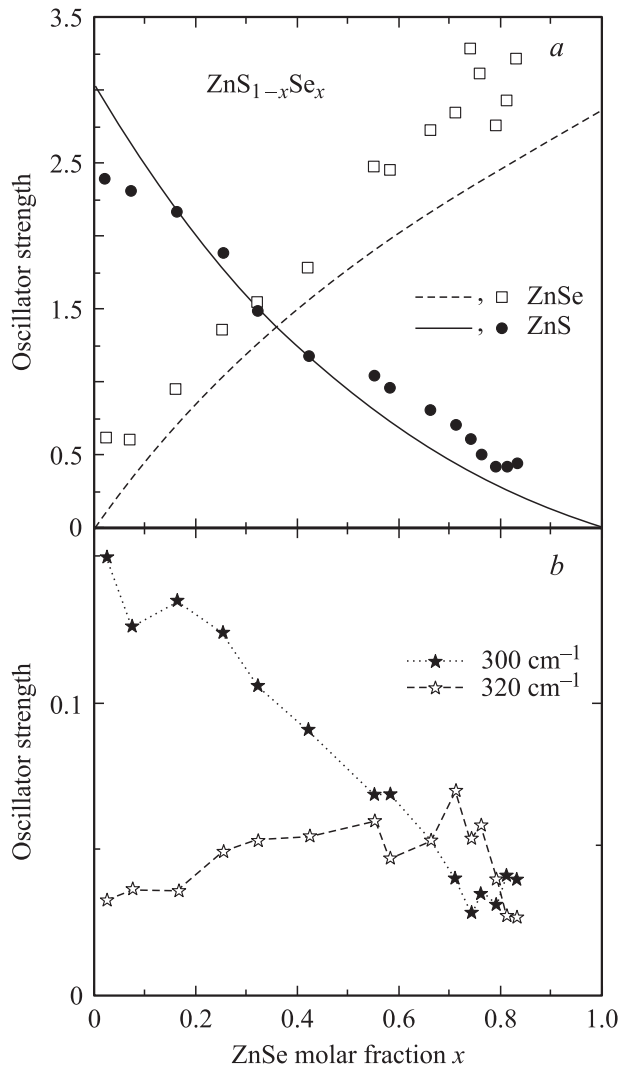 3.5
a
ZnS1−xSex
2.5
Oscillator strength
1.5
, ZnSe
, ZnS
0.5
0
b
300 cm−1
320 cm−1
0.1
Oscillator strength
0
0 0.2 0.4 0.6 0.8 1.0
ZnSe molar fraction x